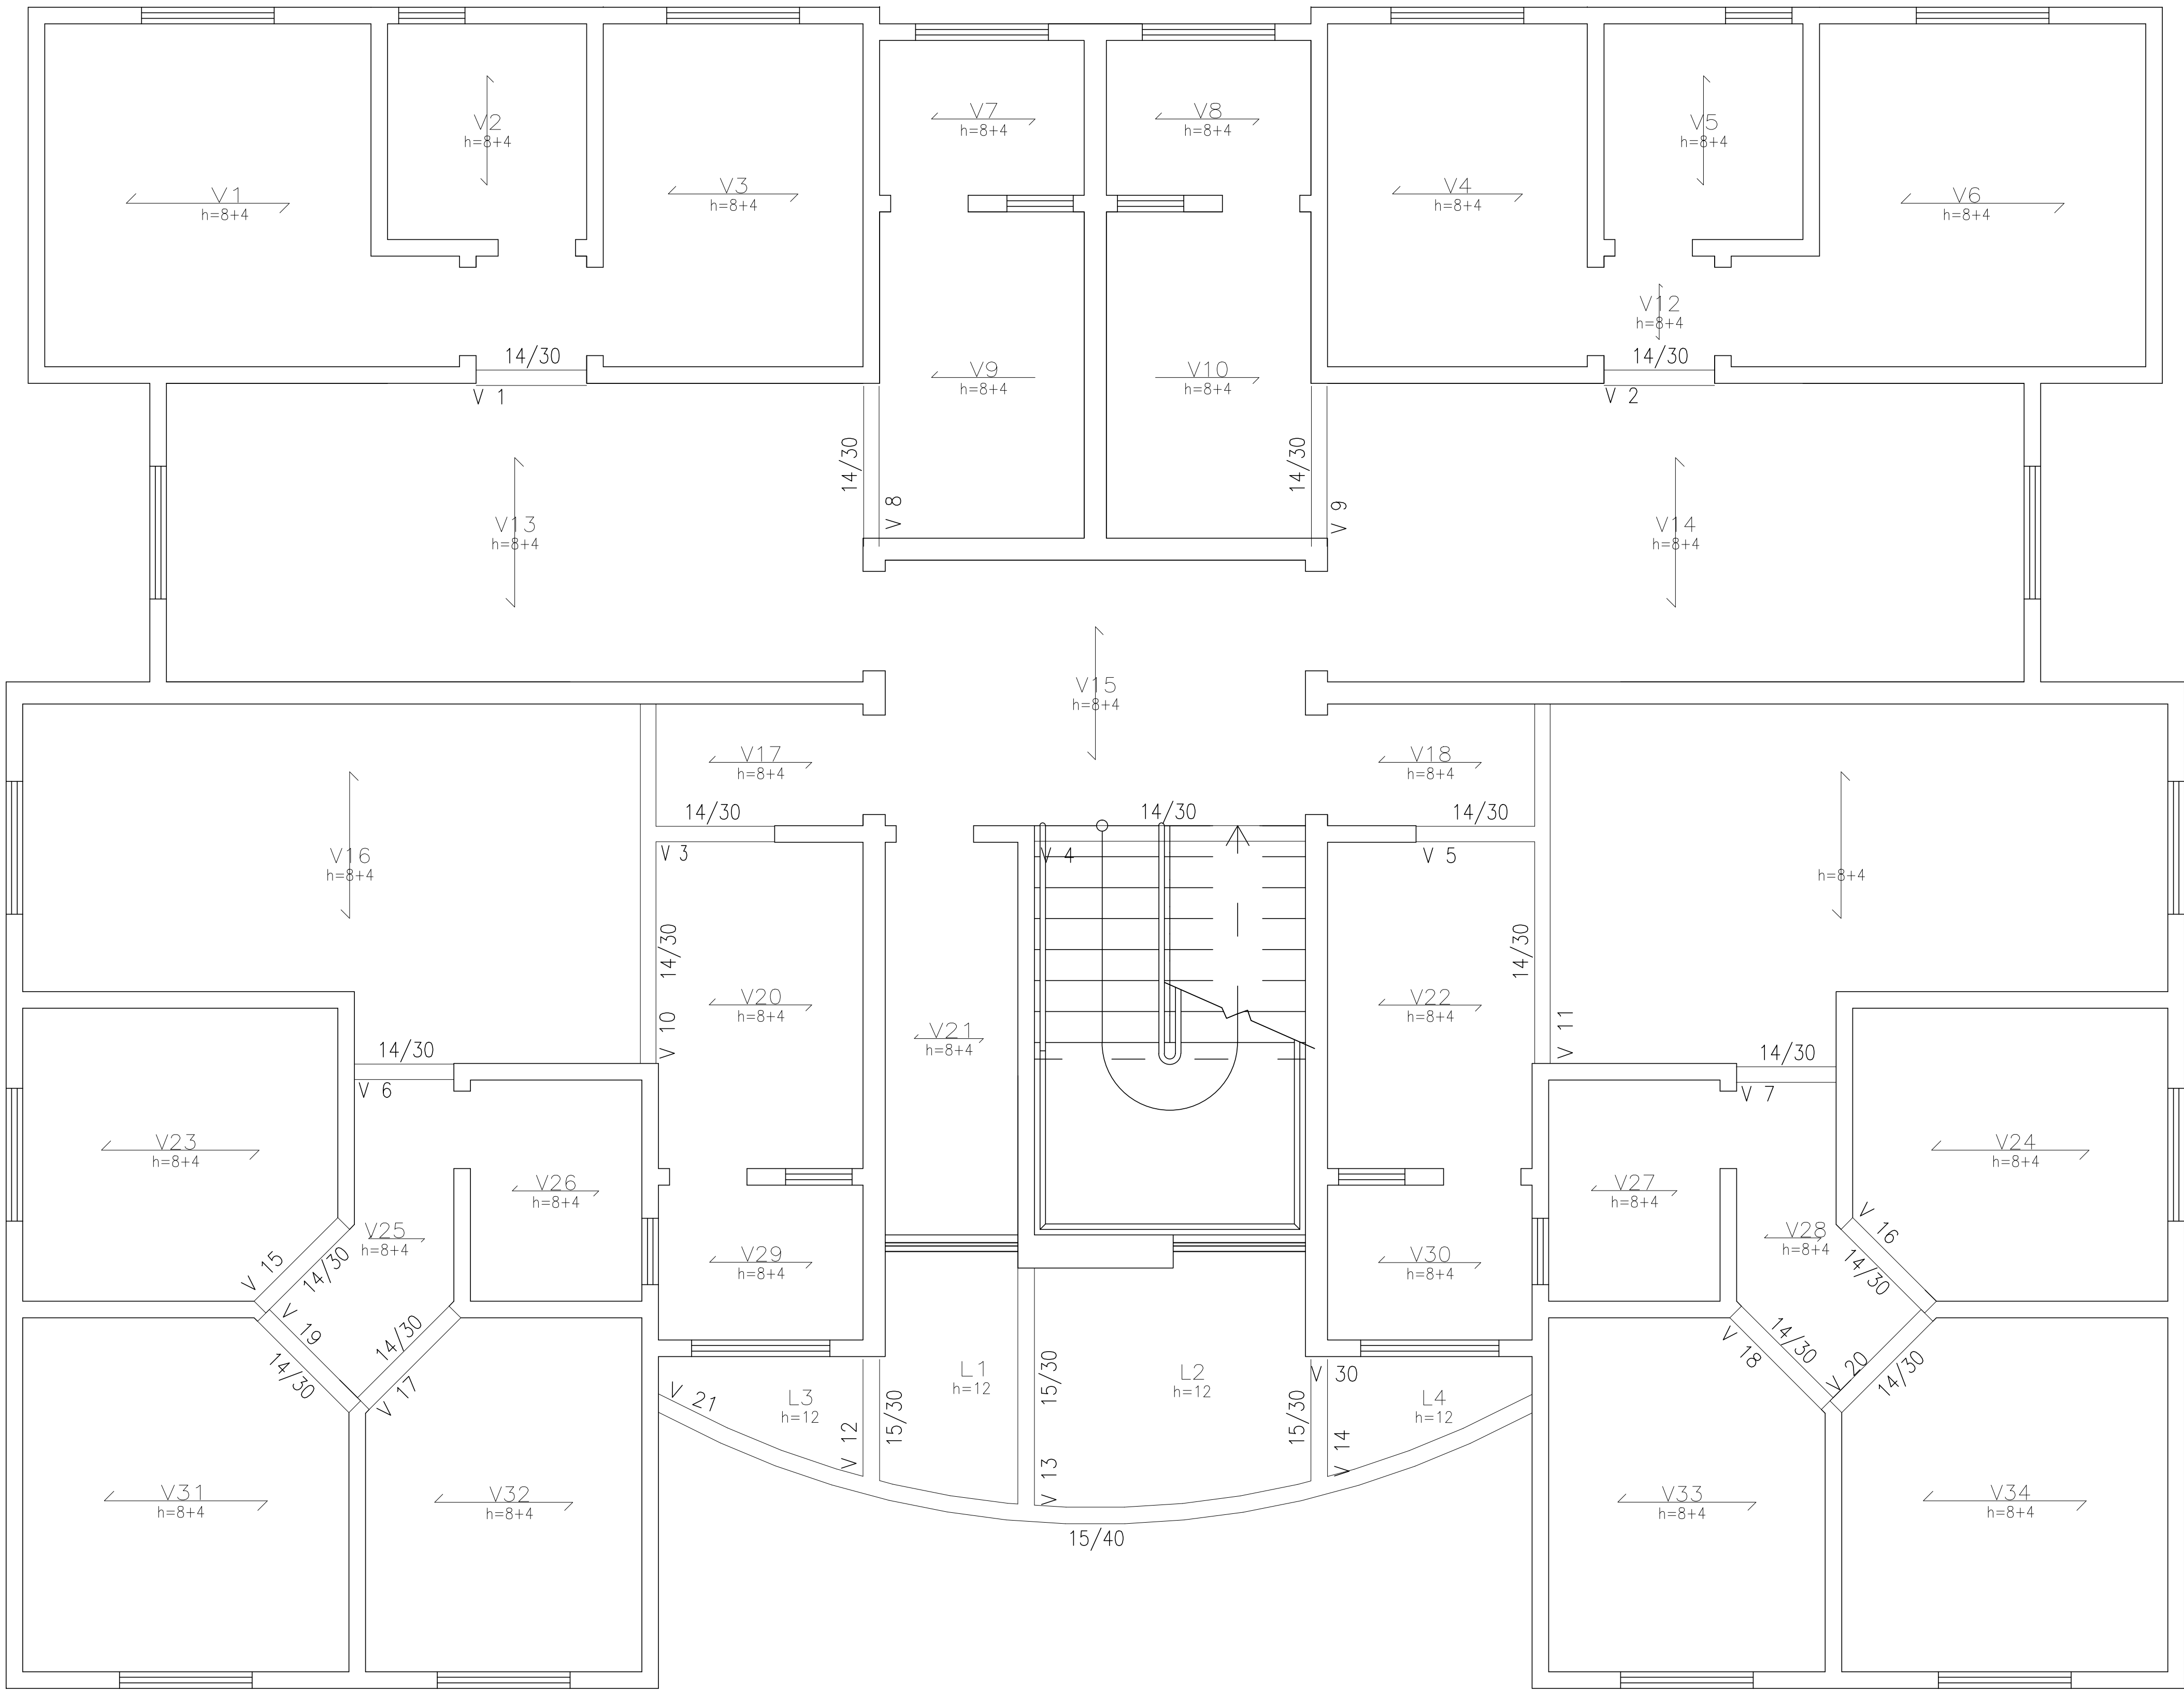 V2
h=8+4
V7
h=8+4
V8
h=8+4
V5
h=8+4
V1
h=8+4
V3
h=8+4
V4
h=8+4
V6
h=8+4
V12
h=8+4
14/30
V 1
V9
h=8+4
V10
h=8+4
14/30
V 2
14/30
V 8
14/30
V 9
V13
h=8+4
V14
h=8+4
V15
h=8+4
V17
h=8+4
V18
h=8+4
14/30
V 3
14/30
V 4
14/30
V 5
V16
h=8+4
h=8+4
14/30
V 10
14/30
V 11
V20
h=8+4
V21
h=8+4
V22
h=8+4
14/30
V 6
14/30
V 7
V23
h=8+4
V26
h=8+4
V27
h=8+4
V24
h=8+4
V25
h=8+4
V28
h=8+4
V 15
14/30
V 16
14/30
V29
h=8+4
V30
h=8+4
V 19
14/30
14/30
V 17
14/30
V 18
V 20
14/30
V 21
L3
h=12
V 12
15/30
L1
h=12
15/30
V 13
L2
h=12
15/30
V 30
V 14
L4
h=12
V31
h=8+4
V32
h=8+4
V33
h=8+4
V34
h=8+4
15/40